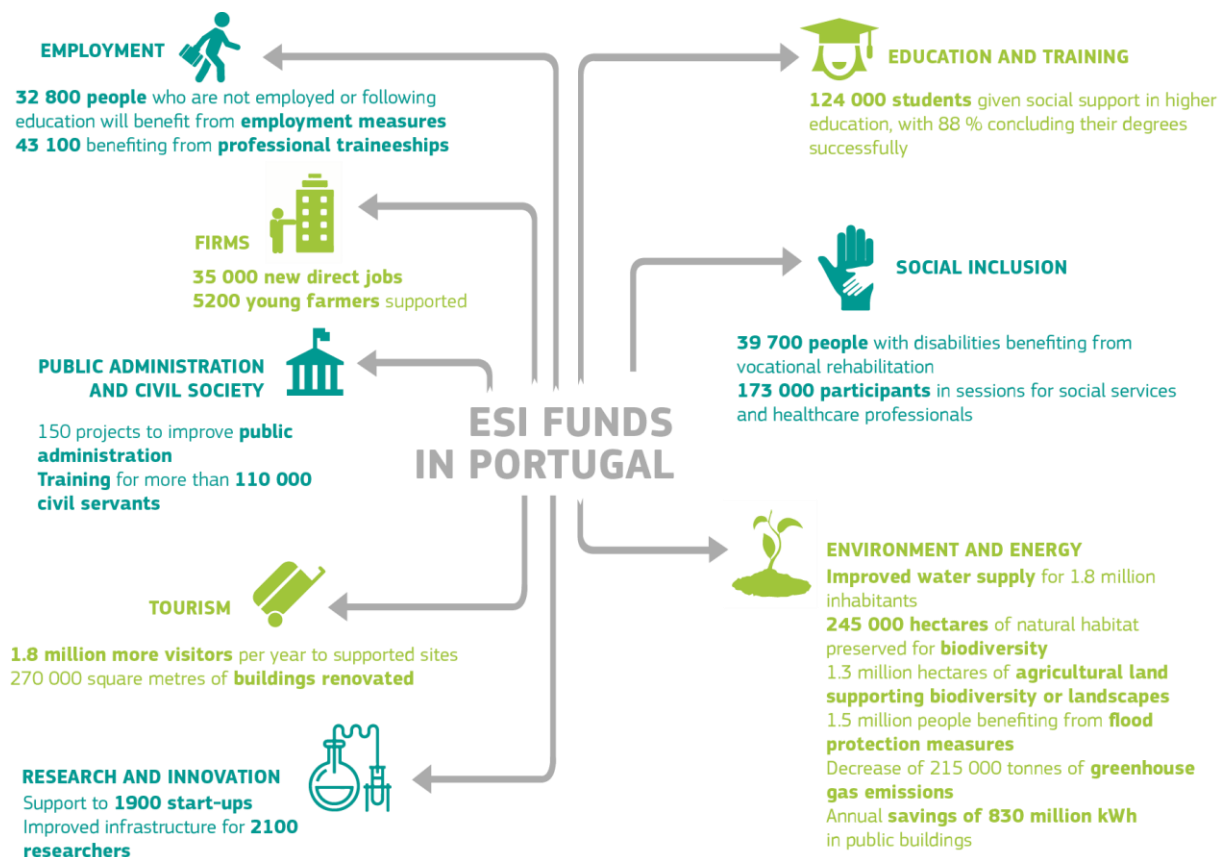 EMPLOYMENT
32 800 people who are not employed or following
education will benefit from employment measures
43 100 benefiting from professional traineeships
FIRMS
35 000 new direct jobs
5200 young farmers supported
PUBLIC ADMINISTRATION
AND CIVIL SOCIETY
150 projects to improve public
administration
Training for more than 110 000
civil servants
TOURISM
1.8 million more visitors per year to supported sites
270 000 square metres of buildings renovated
RESEARCH AND INNOVATION
Support to 1900 start-ups
Improved infrastructure for 2100
researchers
ESI FUNDS
IN PORTUGAL
EDUCATION AND TRAINING
124 000 students given social support in higher
education, with 88 % concluding their degrees
successfully
SOCIAL INCLUSION
39 700 people with disabilities benefiting from
vocational rehabilitation
173 000 participants in sessions for social services
and healthcare professionals
ENVIRONMENT AND ENERGY
Improved water supply for 1.8 million
inhabitants
245 000 hectares of natural habitat
preserved for biodiversity
1.3 million hectares of agricultural land
supporting biodiversity or landscapes
1.5 million people benefiting from flood
protection measures
Decrease of 215 000 tonnes of greenhouse
gas emissions
Annual savings of 830 million kWh
in public buildings